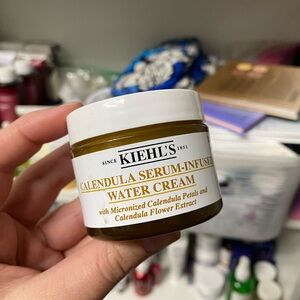 SINCE KIEHL'S 1851
CALENDULA SERUM-INFUSED
WATER CREAM
with Micronized Calendula Petals and
Calendula Flower Extract